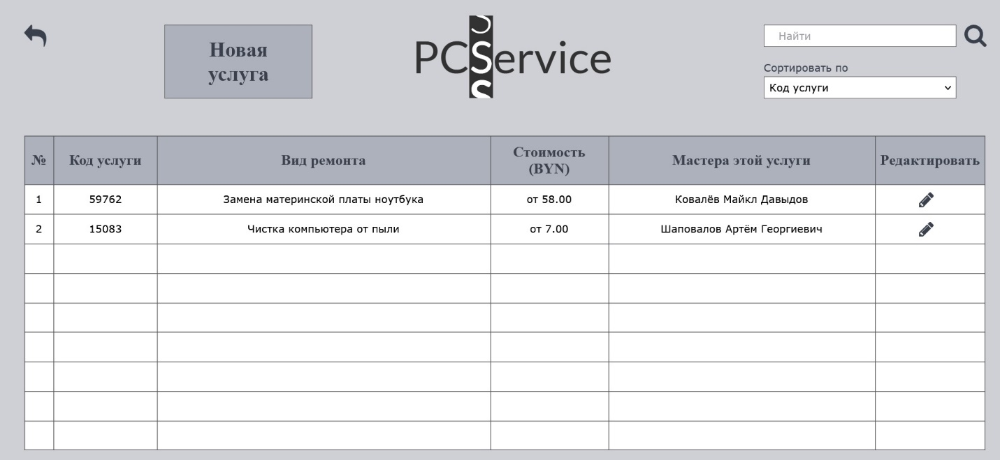 Новая
услуга
PCService
Найти
Сортировать по
Код услуги
№ Код услуги Вид ремонта Стоимость (BYN) Мастера этой услуги Редактировать
1 59762 Замена материнской платы ноутбука от 58.00 Ковалёв Майкл Давыдов
2 15083 Чистка компьютера от пыли от 7.00 Шаповалов Артём Георгиевич